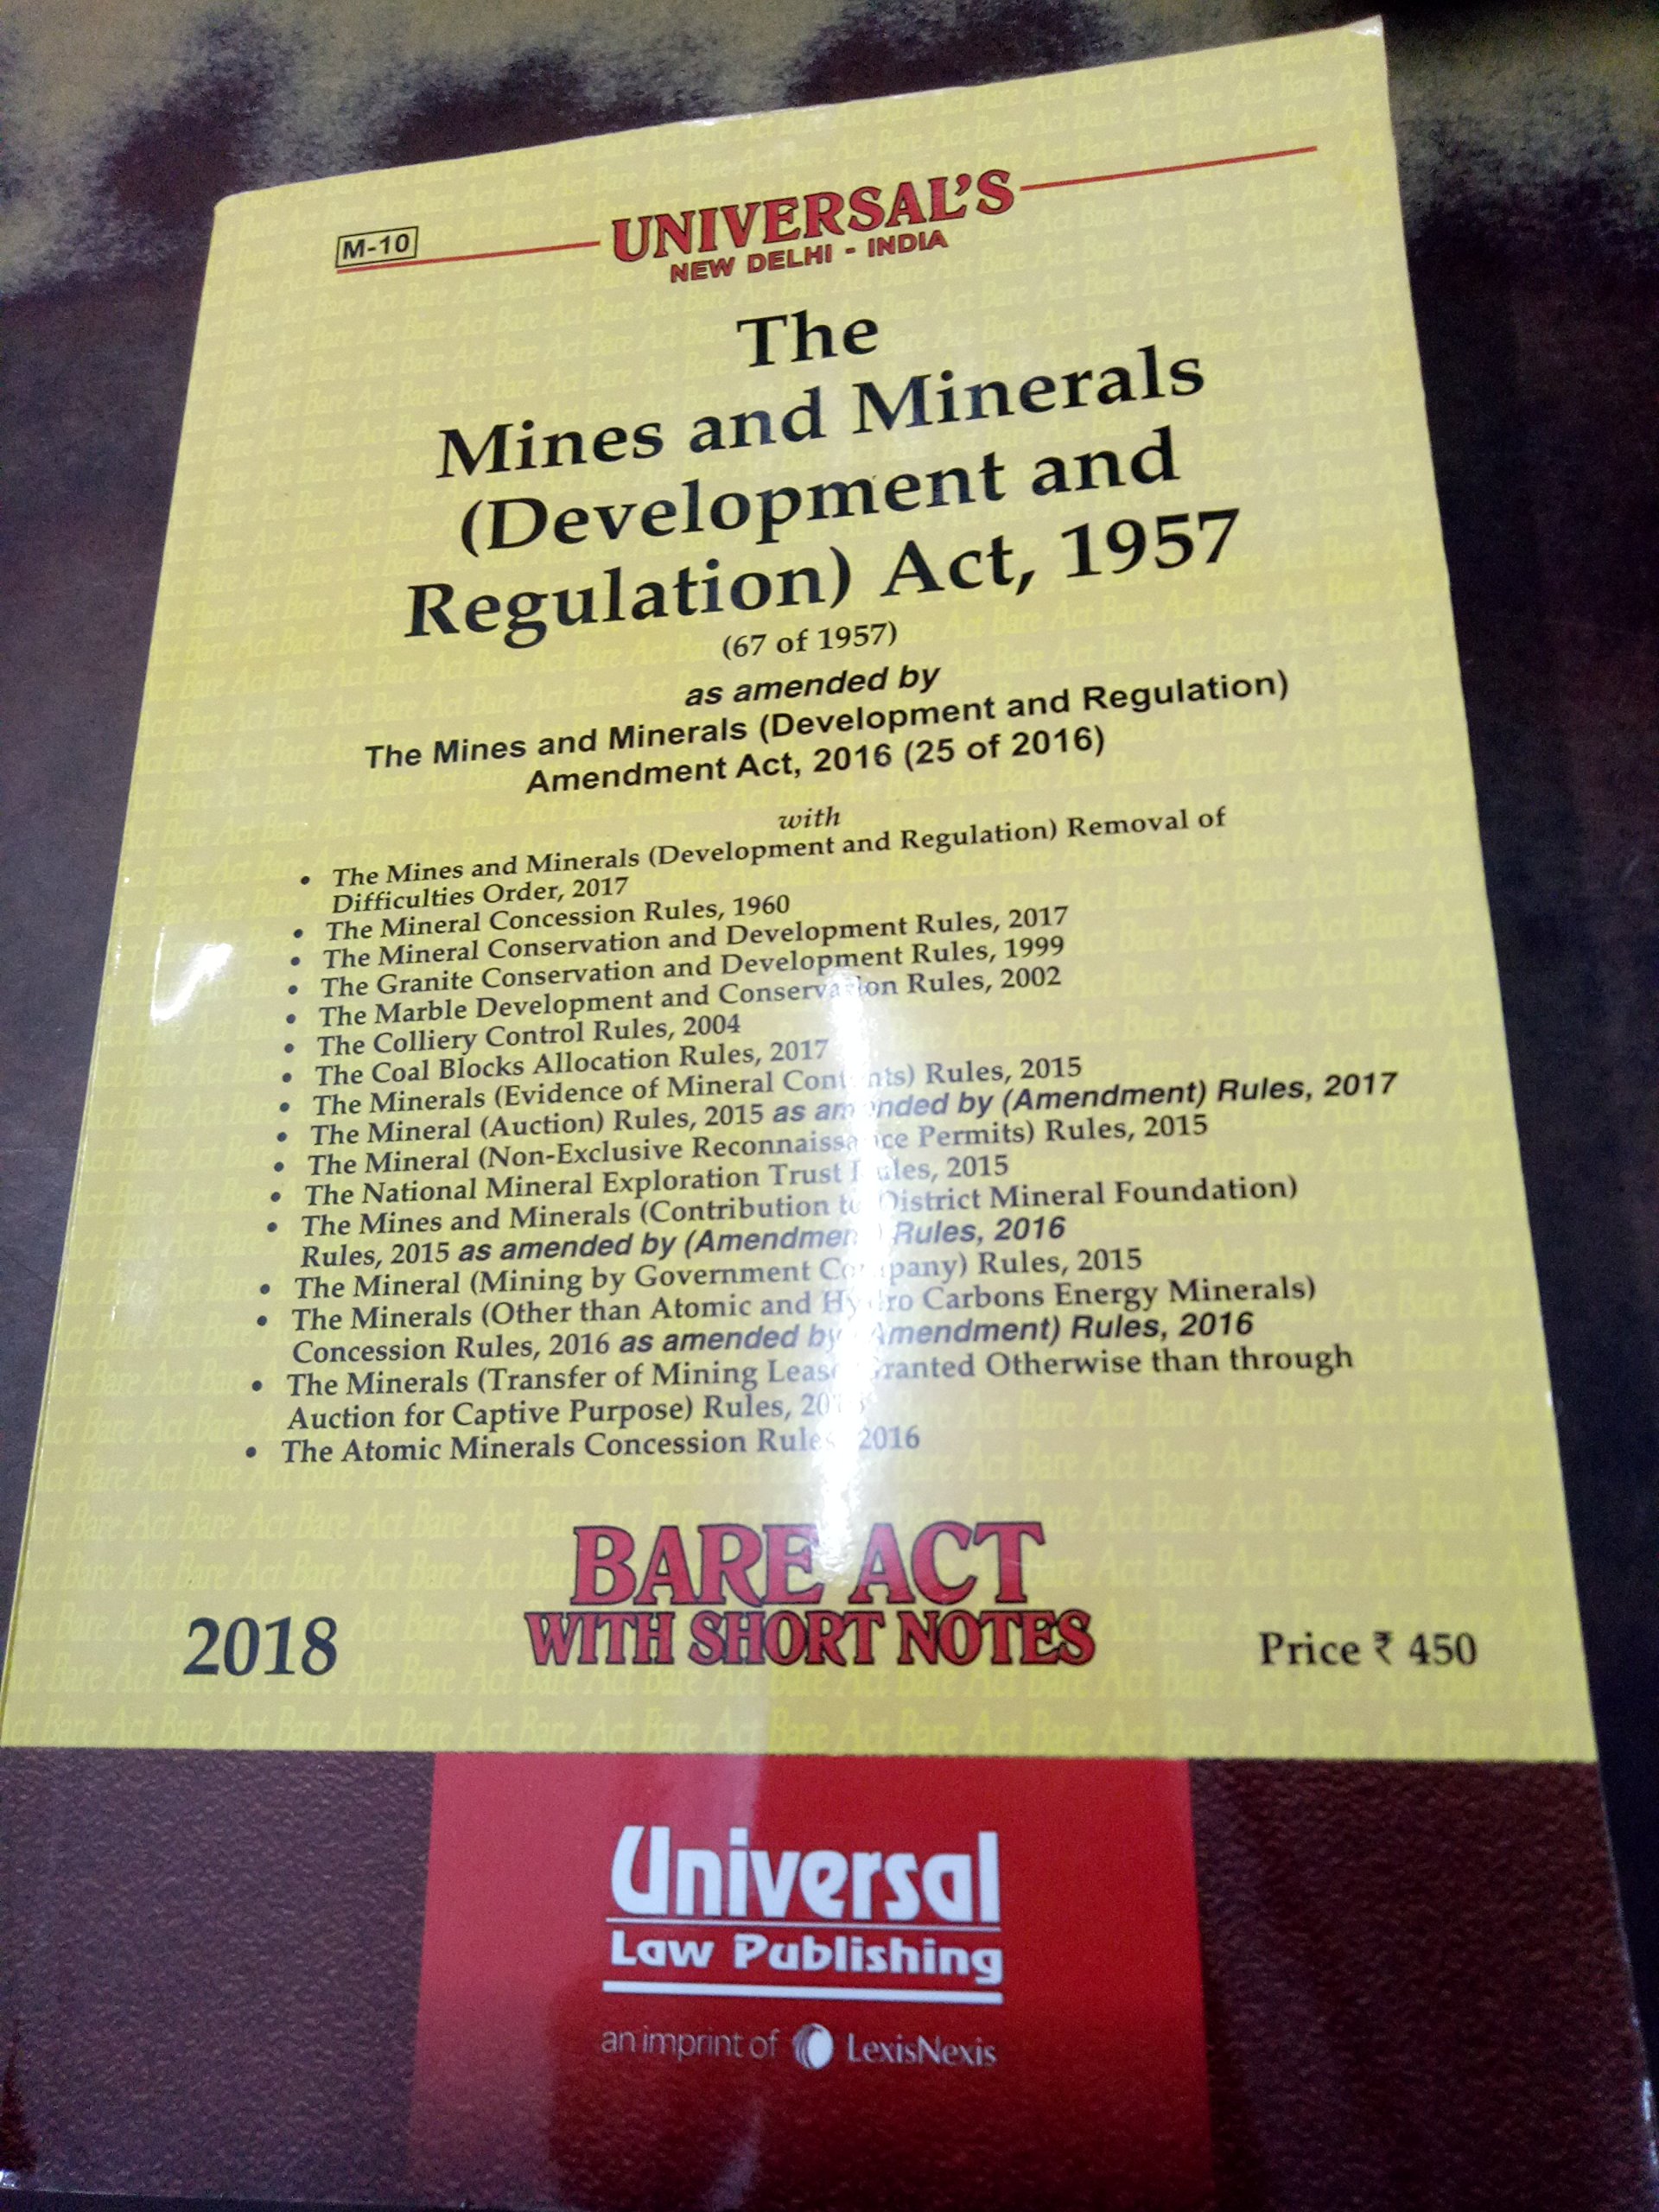 M-10
UNIVERSAL'S
NEW DELHI - INDIA
The
Mines and Minerals
(Development and
Regulation) Act, 1957
(67 of 1957)
as amended by
The Mines and Minerals (Development and Regulation)
Amendment Act, 2016 (25 of 2016)
with
• The Mines and Minerals (Development and Regulation) Removal of
Difficulties Order, 2017
• The Mineral Concession Rules, 1960
• The Mineral Conservation and Development Rules, 2017
• The Granite Conservation and Development Rules, 1999
• The Marble Development and Conservation Rules, 2002
• The Colliery Control Rules, 2004
• The Coal Blocks Allocation Rules, 2017
• The Minerals (Evidence of Mineral Contents) Rules, 2015
• The Mineral (Auction) Rules, 2015 as amended by (Amendment) Rules, 2017
• The Mineral (Non-Exclusive Reconnaissance Permits) Rules, 2015
• The National Mineral Exploration Trust Rules, 2015
• The Mines and Minerals (Contribution to District Mineral Foundation)
Rules, 2015 as amended by (Amendment) Rules, 2016
• The Mineral (Mining by Government Company) Rules, 2015
• The Minerals (Other than Atomic and Hydro Carbons Energy Minerals)
Concession Rules, 2016 as amended by (Amendment) Rules, 2016
• The Minerals (Transfer of Mining Lease Granted Otherwise than through
Auction for Captive Purpose) Rules,
• The Atomic Minerals Concession Rules, 2016
BARE ACT
WITH SHORT NOTES
2018
Price ₹ 450
Universal
Law Publishing
an imprint of LexisNexis